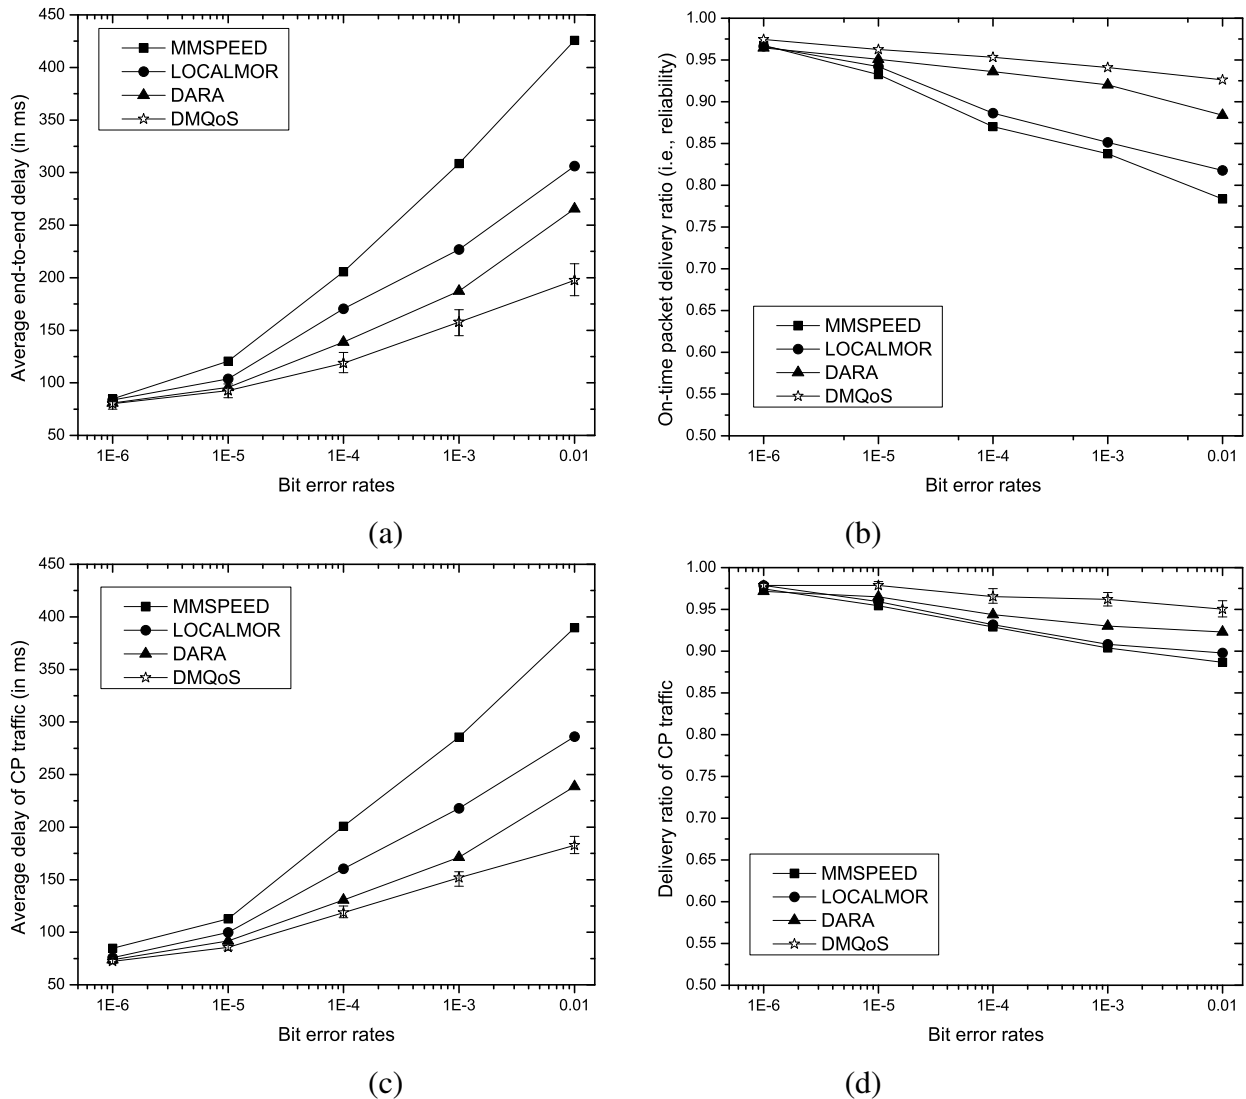 450
400
350
300
250
200
150
100
50
Average end-to-end delay (in ms)
MMSPEED
LOCALMOR
DARA
DMQoS
1E-6 1E-5 1E-4 1E-3 0.01
Bit error rates
(a)
1.00
0.95
0.90
0.85
0.80
0.75
0.70
0.65
0.60
0.55
0.50
On-time packet delivery ratio (i.e., reliability)
MMSPEED
LOCALMOR
DARA
DMQoS
1E-6 1E-5 1E-4 1E-3 0.01
Bit error rates
(b)
450
400
350
300
250
200
150
100
50
Average delay of CP traffic (in ms)
MMSPEED
LOCALMOR
DARA
DMQoS
1E-6 1E-5 1E-4 1E-3 0.01
Bit error rates
(c)
1.00
0.95
0.90
0.85
0.80
0.75
0.70
0.65
0.60
0.55
0.50
Delivery ratio of CP traffic
MMSPEED
LOCALMOR
DARA
DMQoS
1E-6 1E-5 1E-4 1E-3 0.01
Bit error rates
(d)